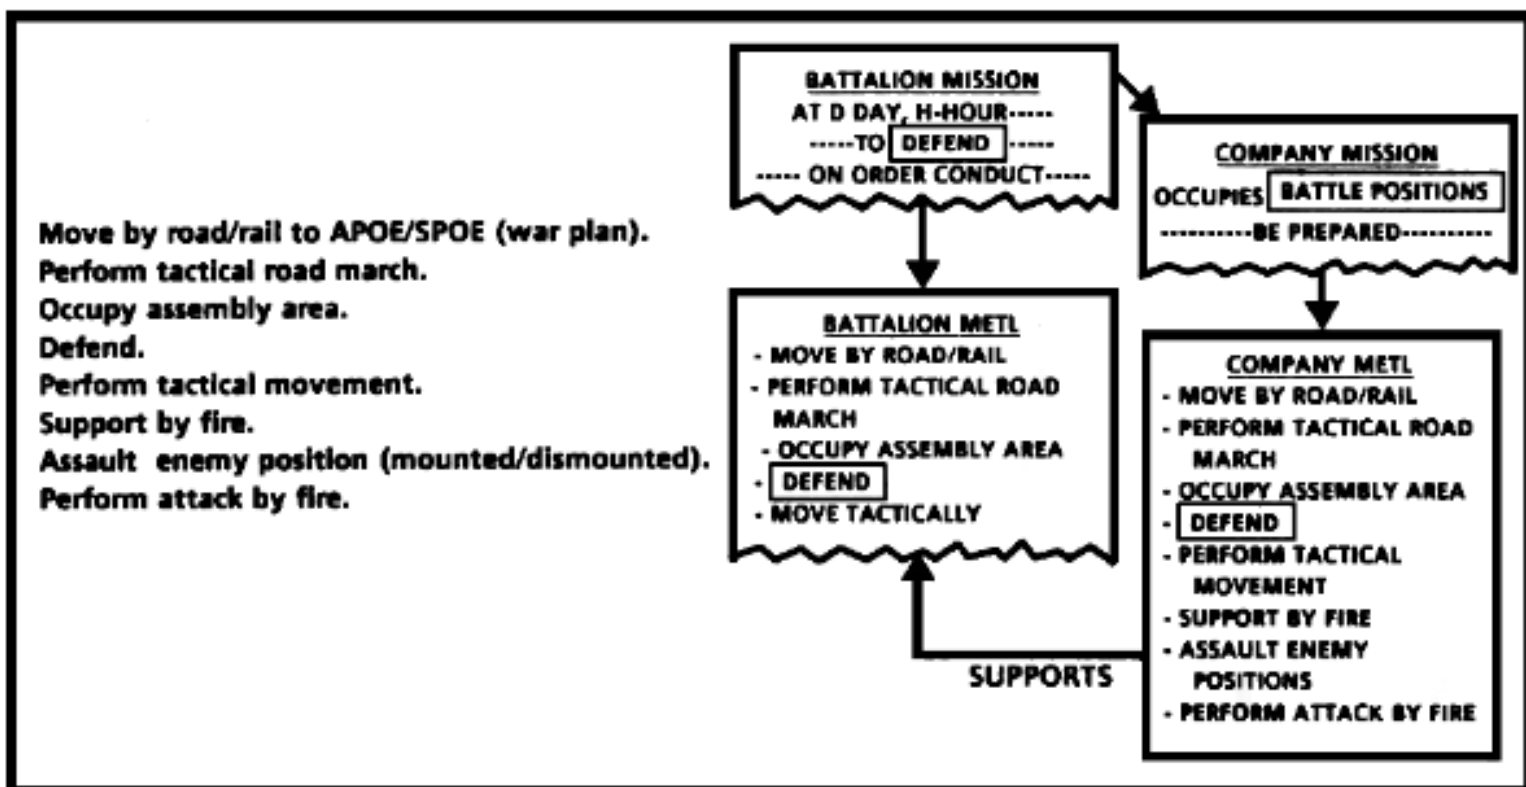 Move by road/rail to APOE/SPOE (war plan).
Perform tactical road march.
Occupy assembly area.
Defend.
Perform tactical movement.
Support by fire.
Assault enemy position (mounted/dismounted).
Perform attack by fire.
BATTALION MISSION
AT D DAY, H-HOUR-----
-----TO DEFEND -----
----- ON ORDER CONDUCT-----
COMPANY MISSION
OCCUPIES BATTLE POSITIONS
----------BE PREPARED----------
BATTALION METL
- MOVE BY ROAD/RAIL
- PERFORM TACTICAL ROAD
MARCH
- OCCUPY ASSEMBLY AREA
- DEFEND
- MOVE TACTICALLY
COMPANY METL
- MOVE BY ROAD/RAIL
- PERFORM TACTICAL ROAD
MARCH
- OCCUPY ASSEMBLY AREA
- DEFEND
- PERFORM TACTICAL
MOVEMENT
- SUPPORT BY FIRE
- ASSAULT ENEMY
POSITIONS
- PERFORM ATTACK BY FIRE
SUPPORTS